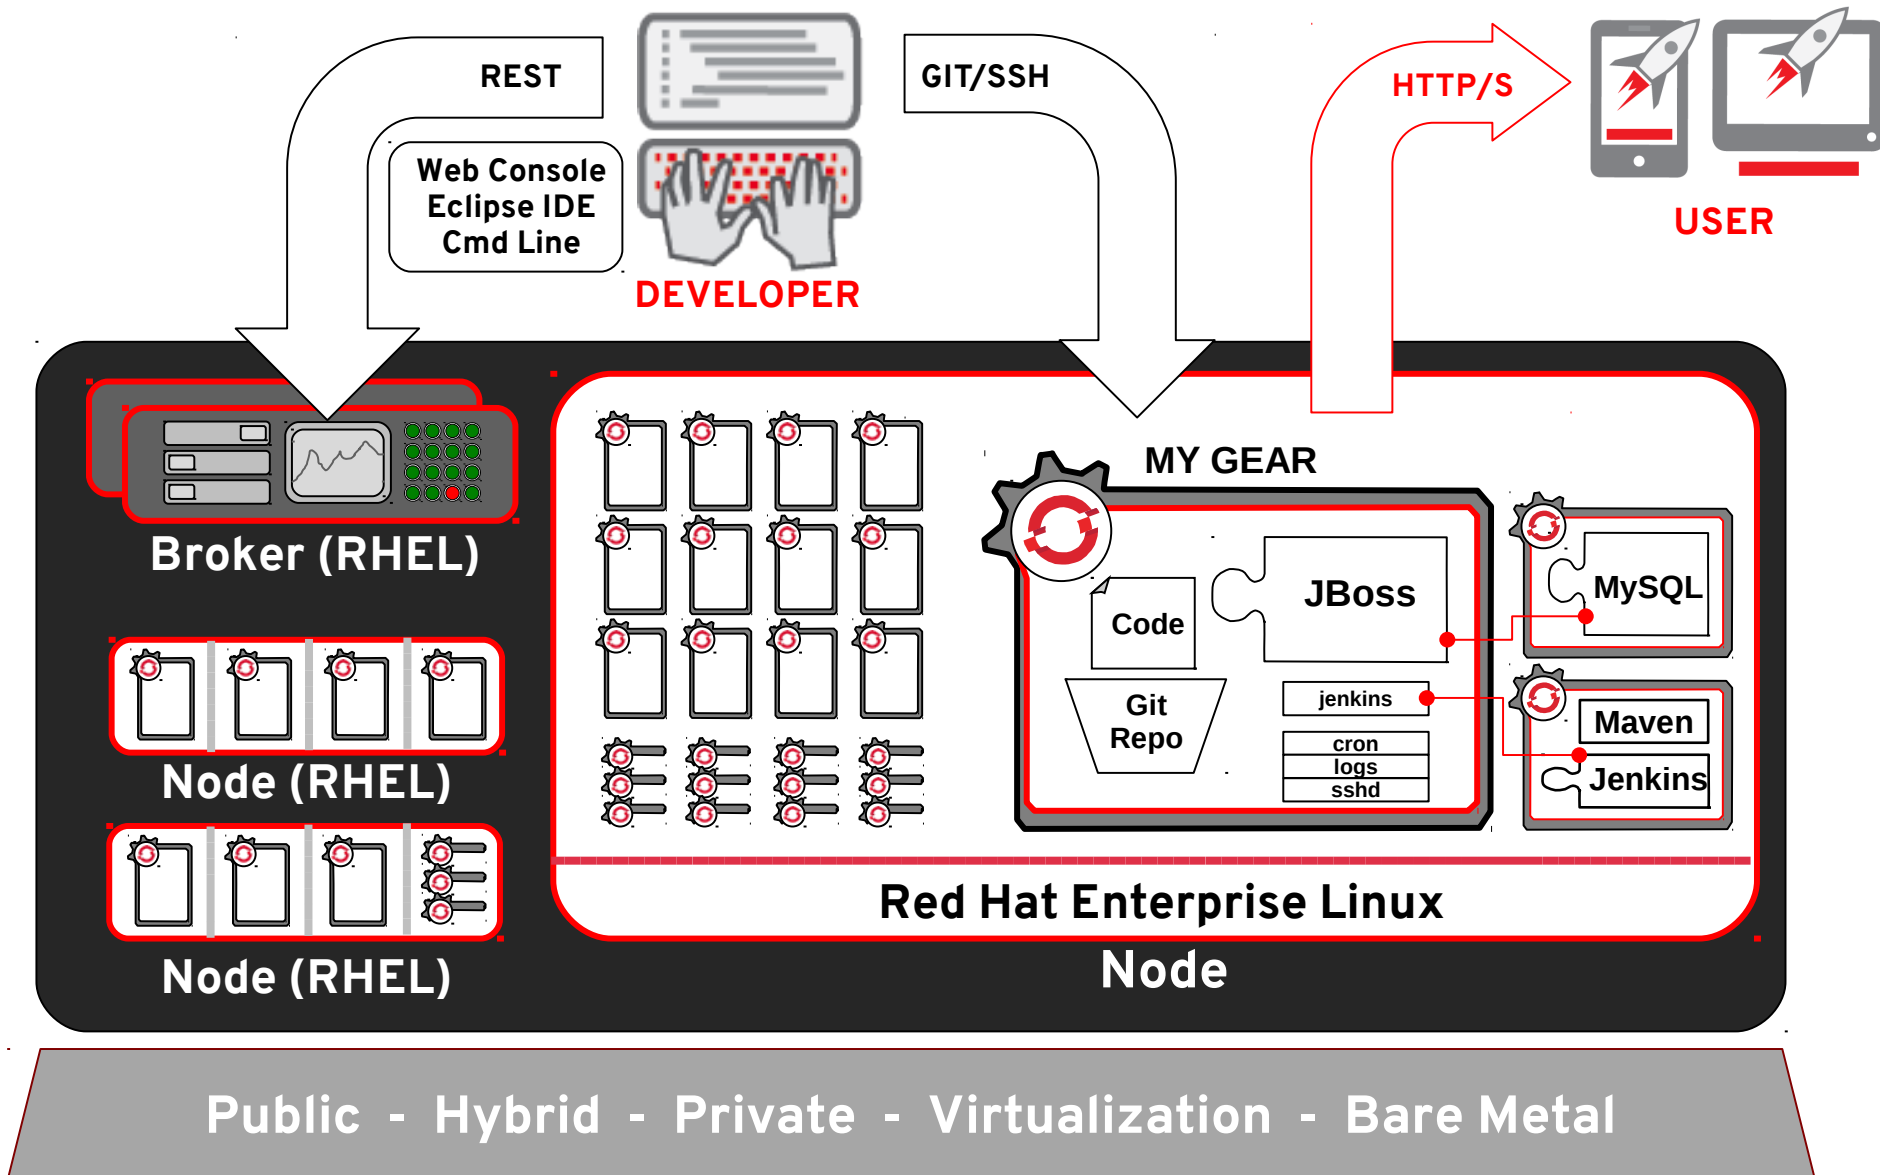 REST
GIT/SSH
HTTP/S
Web Console
Eclipse IDE
Cmd Line
DEVELOPER
USER
Broker (RHEL)
Node (RHEL)
Node (RHEL)
MY GEAR
Code
Git
Repo
JBoss
jenkins
cron
logs
sshd
MySQL
Maven
Jenkins
Red Hat Enterprise Linux
Node
Public - Hybrid - Private - Virtualization - Bare Metal